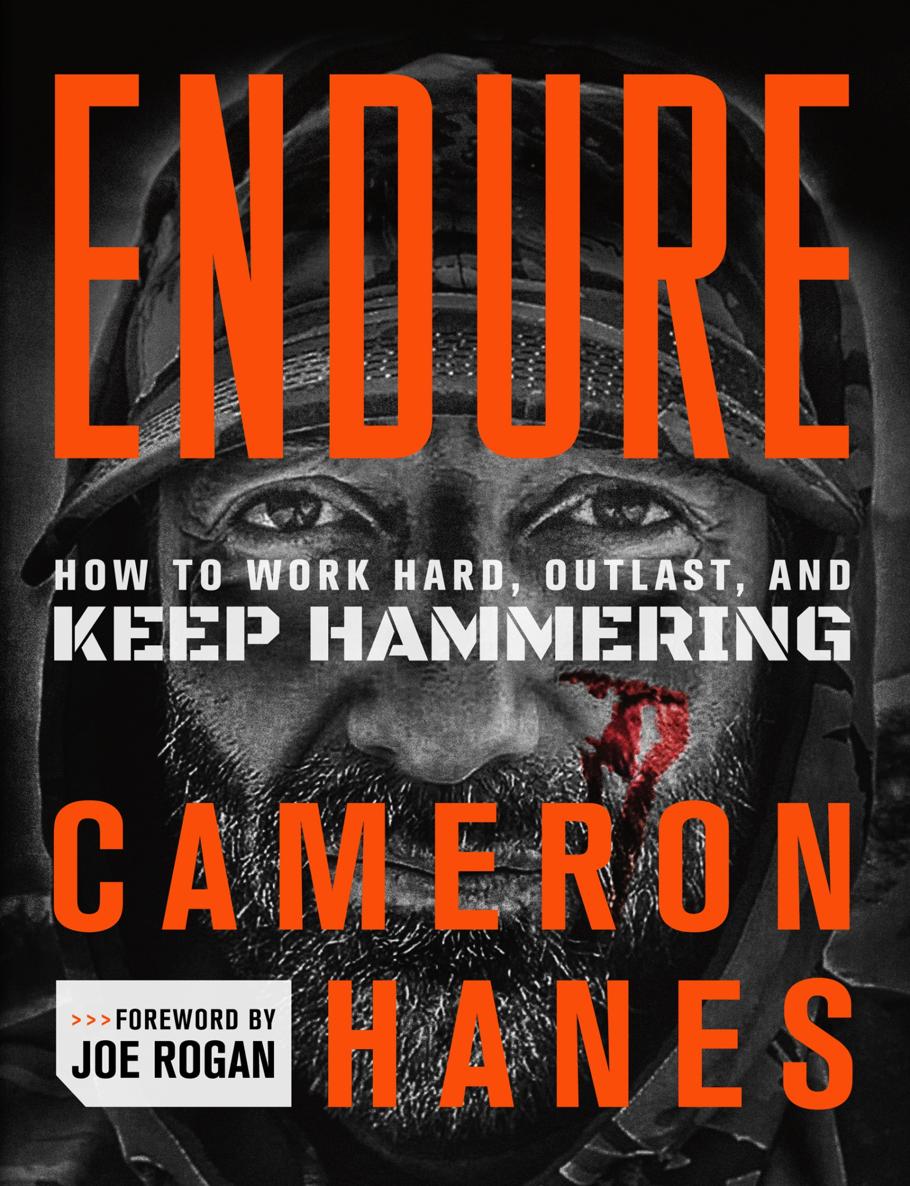 ENDURE
HOW TO WORK HARD, OUTLAST, AND
KEEP HAMMERING
CAMERON
HANES
>>>FOREWORD BY
JOE ROGAN